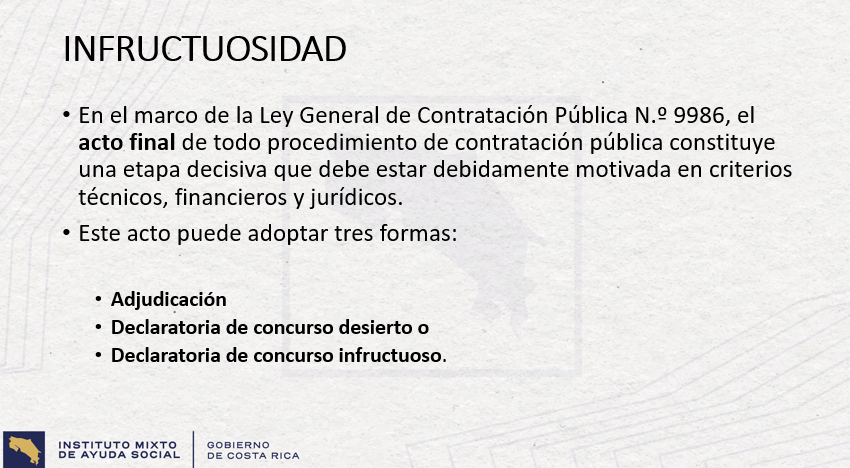 INFRUCTUOSIDAD
• En el marco de la Ley General de Contratación Pública N.º 9986, el
acto final de todo procedimiento de contratación pública constituye
una etapa decisiva que debe estar debidamente motivada en criterios
técnicos, financieros y jurídicos.
• Este acto puede adoptar tres formas:
• Adjudicación
• Declaratoria de concurso desierto o
• Declaratoria de concurso infructuoso.
INSTITUTO MIXTO
DE AYUDA SOCIAL
GOBIERNO
DE COSTA RICA